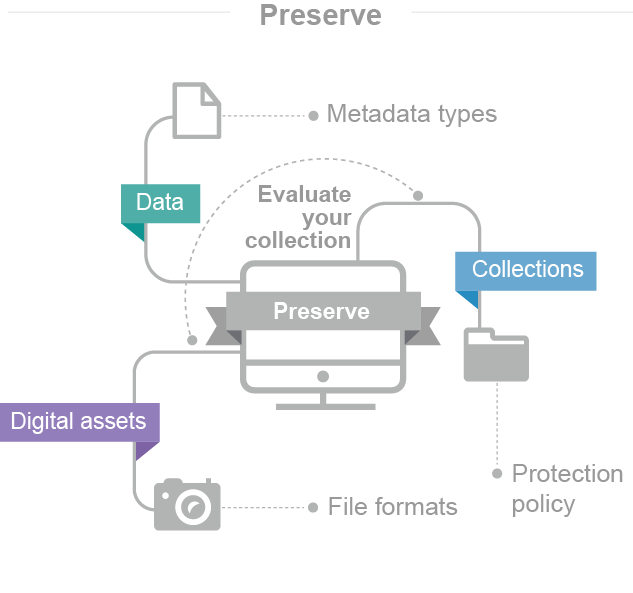 Preserve
Metadata types
Data
Evaluate
your
collection
Collections
Preserve
Digital assets
Protection
policy
File formats